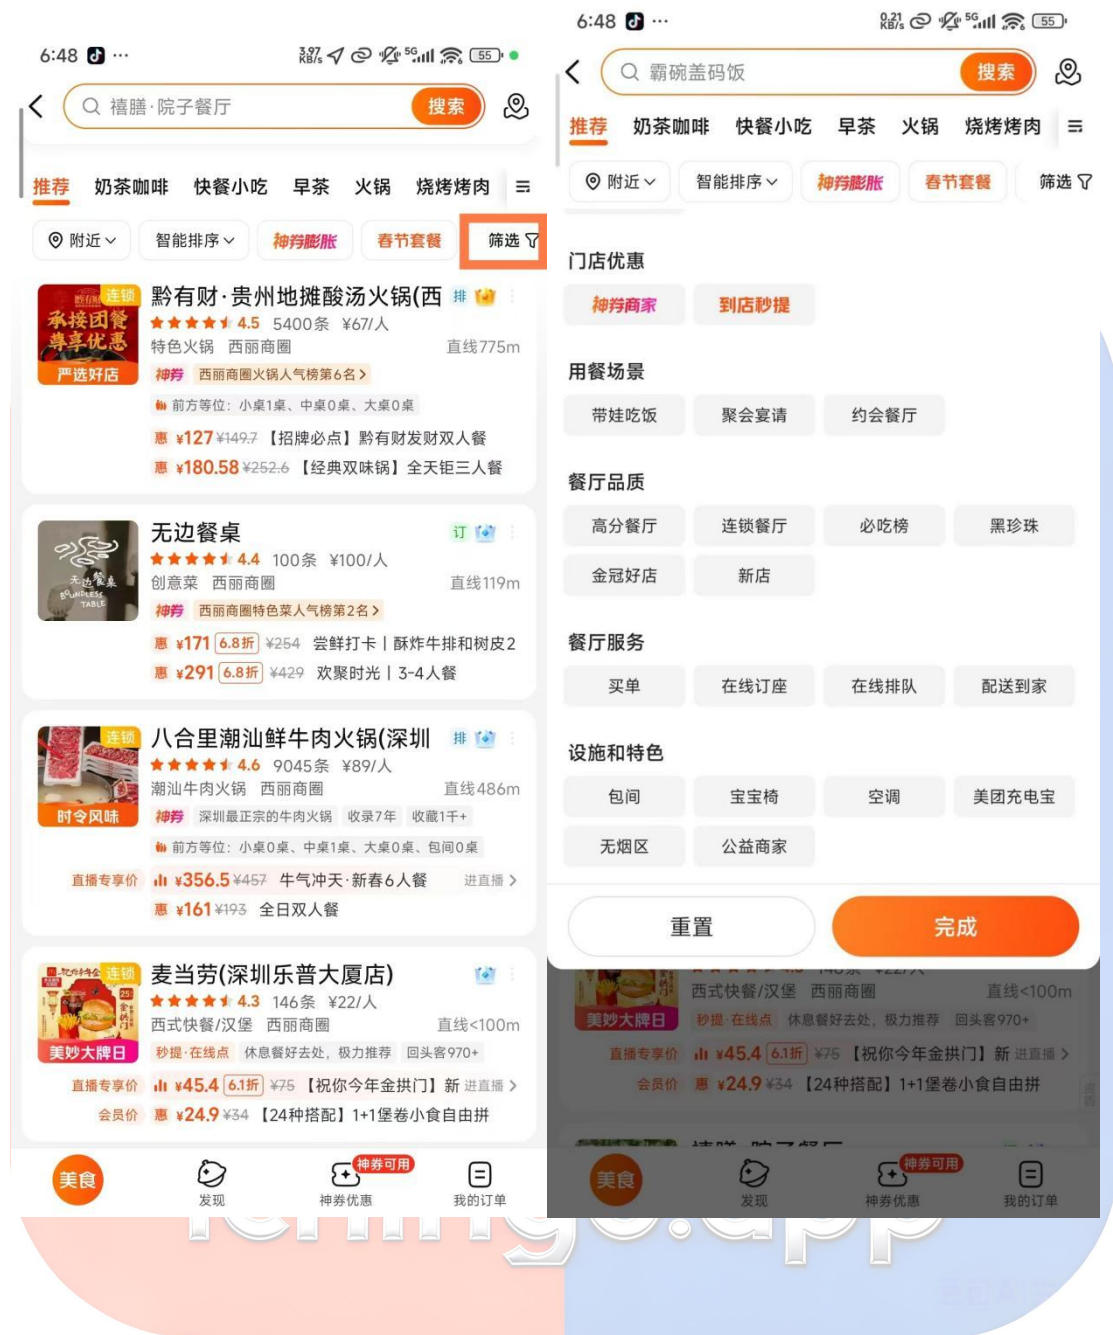 6:48 ...
3.97 KB/s 5G 55
禧膳·院子餐厅 搜索
推荐 奶茶咖啡 快餐小吃 早茶 火锅 烧烤烤肉
附近 智能排序 神券膨胀 春节套餐 筛选
连锁
承接团餐
尊享优惠
严选好店
黔有财·贵州地摊酸汤火锅(西 排
4.5 5400条 ¥67/人
特色火锅 西丽商圈 直线775m
神券 西丽商圈火锅人气榜第6名>
前方等位：小桌1桌、中桌0桌、大桌0桌
惠 ¥127 ¥149.7 【招牌必点】黔有财发财双人餐
惠 ¥180.58 ¥252.6 【经典双味锅】全天钜三人餐
无边餐桌
BOUNDLESS
TABLE
无边餐桌 订
4.4 100条 ¥100/人
创意菜 西丽商圈 直线119m
神券 西丽商圈特色菜人气榜第2名>
惠 ¥171 6.8折 ¥254 尝鲜打卡丨酥炸牛排和树皮2
惠 ¥291 6.8折 ¥429 欢聚时光丨3-4人餐
连锁
时令风味
八合里潮汕鲜牛肉火锅(深圳 排
4.6 9045条 ¥89/人
潮汕牛肉火锅 西丽商圈 直线486m
神券 深圳最正宗的牛肉火锅 收录7年 收藏1千+
前方等位：小桌0桌、中桌1桌、大桌0桌、包间0桌
直播专享价 ¥356.5 ¥457 牛气冲天·新春6人餐 进直播>
惠 ¥161 ¥193 全日双人餐
连锁
美妙大牌日
麦当劳(深圳乐普大厦店)
4.3 146条 ¥22/人
西式快餐/汉堡 西丽商圈 直线<100m
秒提·在线点 休息餐好去处，极力推荐 回头客970+
直播专享价 ¥45.4 6.1折 ¥75 【祝你今年金拱门】新 进直播>
会员价 惠 ¥24.9 ¥34 【24种搭配】1+1堡卷小食自由拼
神券可用
美食 发现 神券优惠 我的订单
6:48 ...
0.21 KB/s 5G 55
霸碗盖码饭 搜索
推荐 奶茶咖啡 快餐小吃 早茶 火锅 烧烤烤肉
附近 智能排序 神券膨胀 春节套餐 筛选
门店优惠
神券商家 到店秒提
用餐场景
带娃吃饭 聚会宴请 约会餐厅
餐厅品质
高分餐厅 连锁餐厅 必吃榜 黑珍珠
金冠好店 新店
餐厅服务
买单 在线订座 在线排队 配送到家
设施和特色
包间 宝宝椅 空调 美团充电宝
无烟区 公益商家
重置 完成
美妙大牌日
西式快餐/汉堡 西丽商圈 直线<100m
秒提·在线点 休息餐好去处，极力推荐 回头客970+
直播专享价 ¥45.4 6.1折 ¥75 【祝你今年金拱门】新 进直播>
会员价 惠 ¥24.9 ¥34 【24种搭配】1+1堡卷小食自由拼
禧膳·院子餐厅
神券可用
美食 发现 神券优惠 我的订单